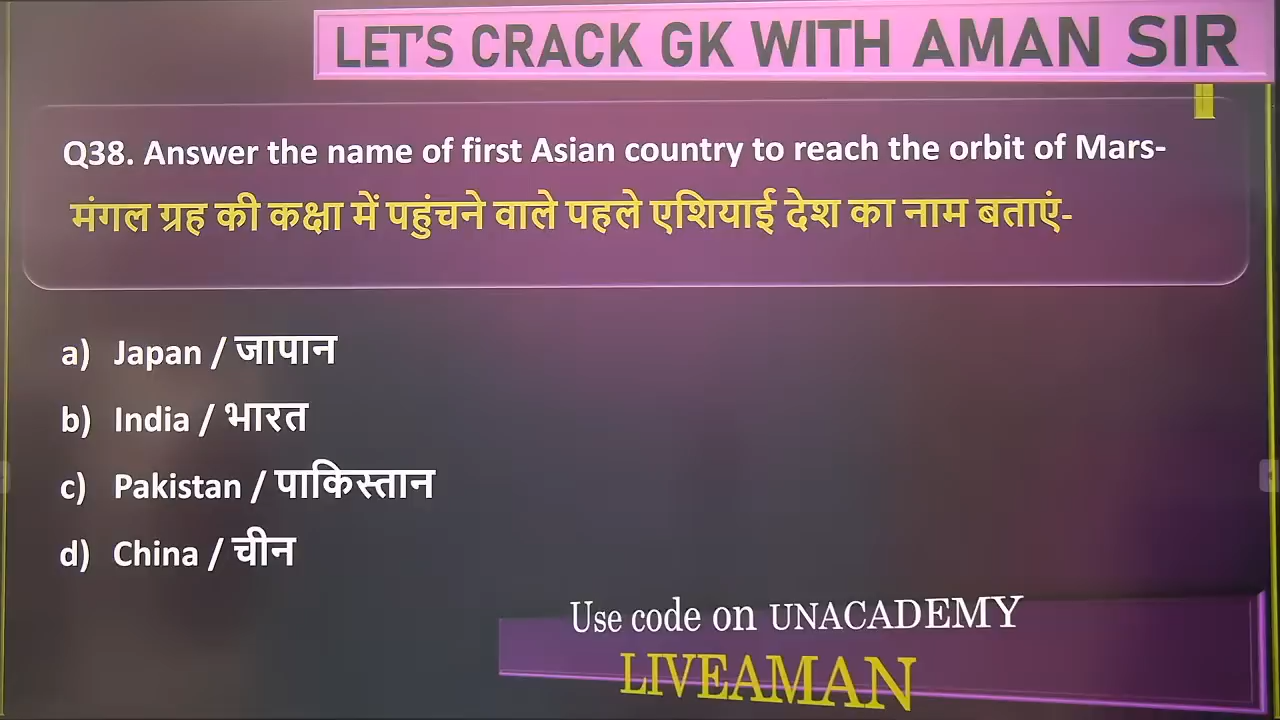 LET'S CRACK GK WITH AMAN SIR
Q38. Answer the name of first Asian country to reach the orbit of Mars-
मंगल ग्रह की कक्षा में पहुंचने वाले पहले एशियाई देश का नाम बताएं-
a) Japan / जापान
b) India / भारत
c) Pakistan / पाकिस्तान
d) China / चीन
Use code on UNACADEMY
LIVEAMAN